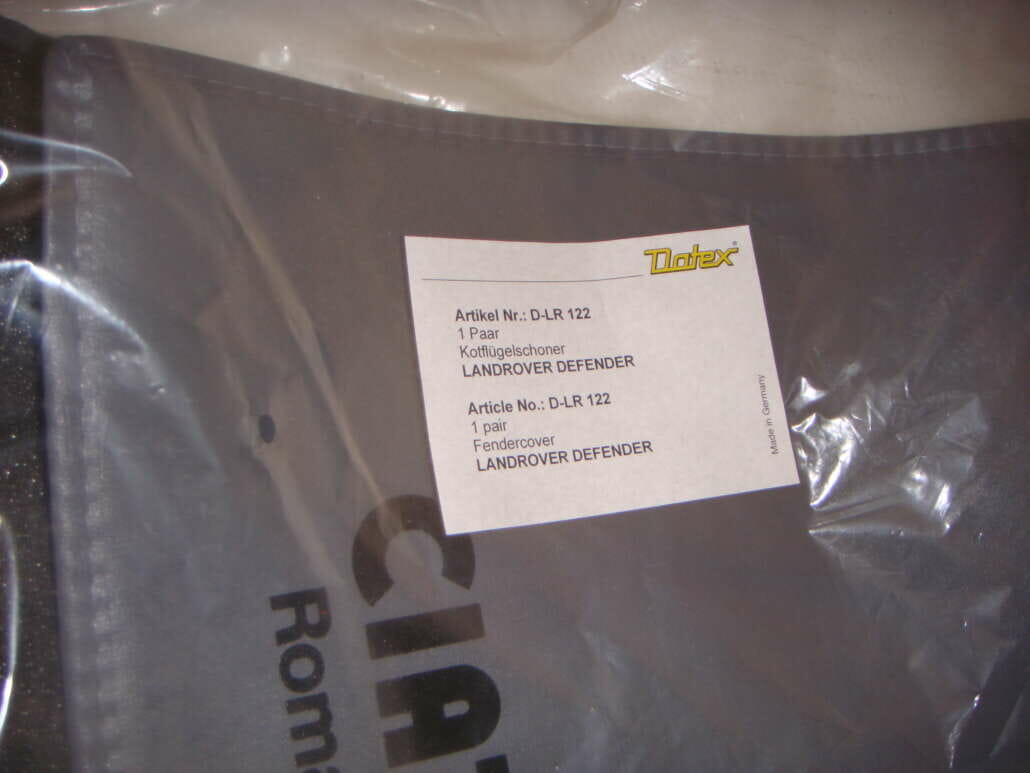 Datex®
Artikel Nr.: D-LR 122
1 Paar
Kotflügelschoner
LANDROVER DEFENDER
Article No.: D-LR 122
1 pair
Fendercover
LANDROVER DEFENDER
Made in Germany